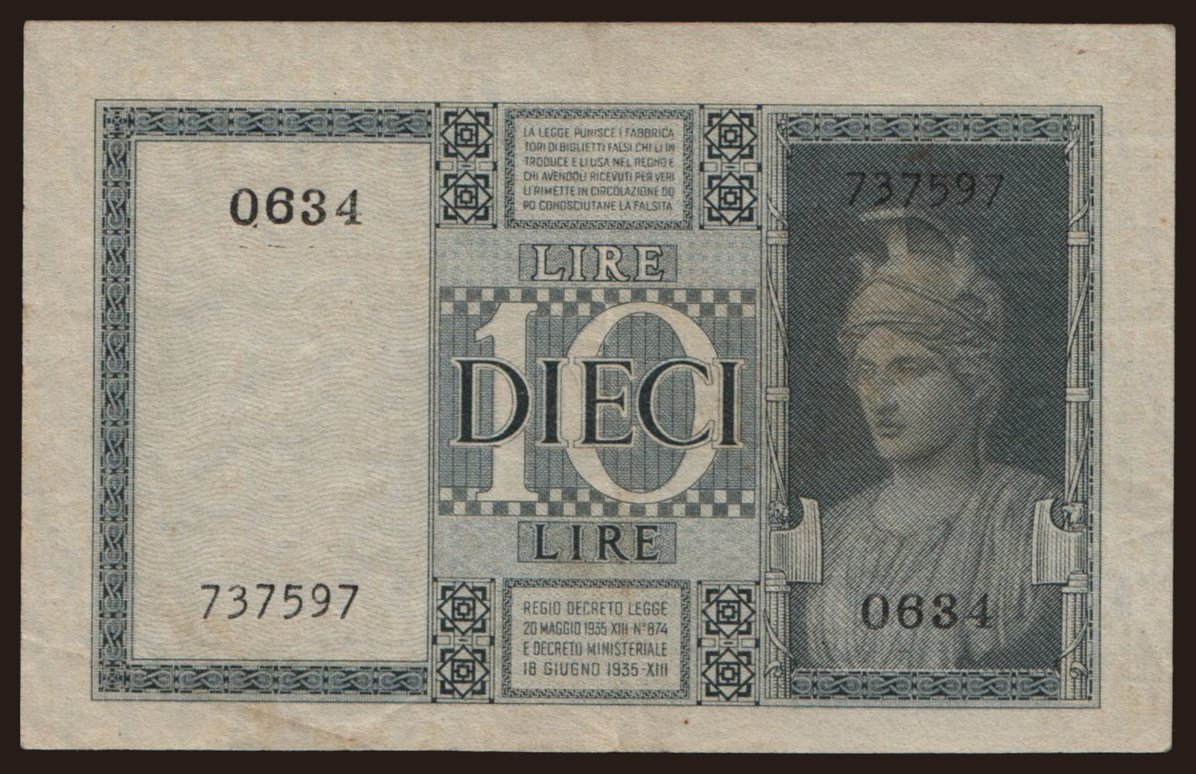 0634
737597
LA LEGGE PUNISCE I FABBRICA
TORI DI BIGLIETTI FALSI CHI LI IN
TRODUCE E LI USA NEL REGNO E
CHI AVENDOLI RICEVUTI PER VERI
LI RIMETTE IN CIRCOLAZIONE DO
PO CONOSCIUTANE LA FALSITA
LIRE
10
DIECI
LIRE
REGIO DECRETO LEGGE
20 MAGGIO 1935-XIII N° 874
E DECRETO MINISTERIALE
18 GIUGNO 1935-XIII
737597
0634